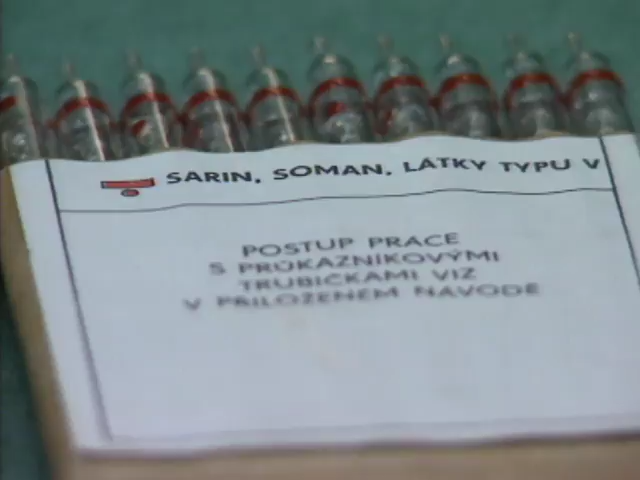 SARIN, SOMAN, LÁTKY TYPU V
POSTUP PRÁCE
S PRŮKAZNÍKOVÝMI
TRUBIČKAMI VIZ
V PŘILOŽENÉM NÁVODĚ